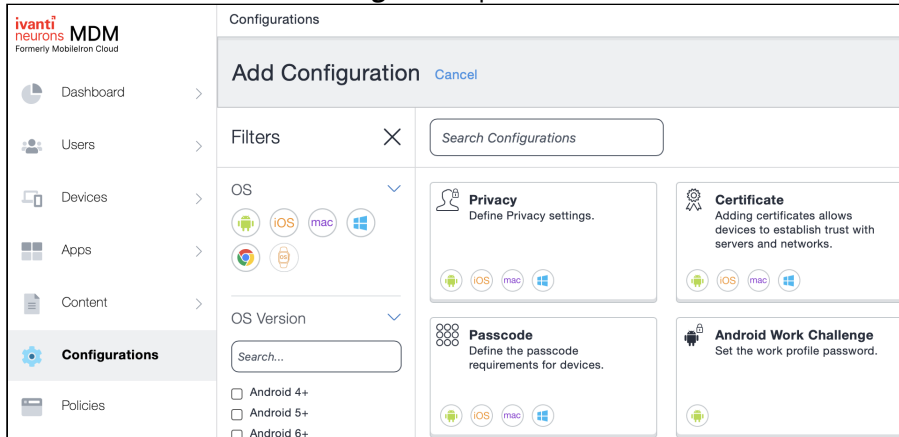 ivanti
neurons MDM
Formerly MobileIron Cloud
Dashboard
Users
Devices
Apps
Content
Configurations
Policies
Configurations
Add Configuration Cancel
Filters
Search Configurations
OS
iOS
mac
OS
OS Version
Search...
Android 4+
Android 5+
Android 6+
Privacy
Define Privacy settings.
iOS
mac
Certificate
Adding certificates allows
devices to establish trust with
servers and networks.
iOS
mac
Passcode
Define the passcode
requirements for devices.
iOS
mac
Android Work Challenge
Set the work profile password.